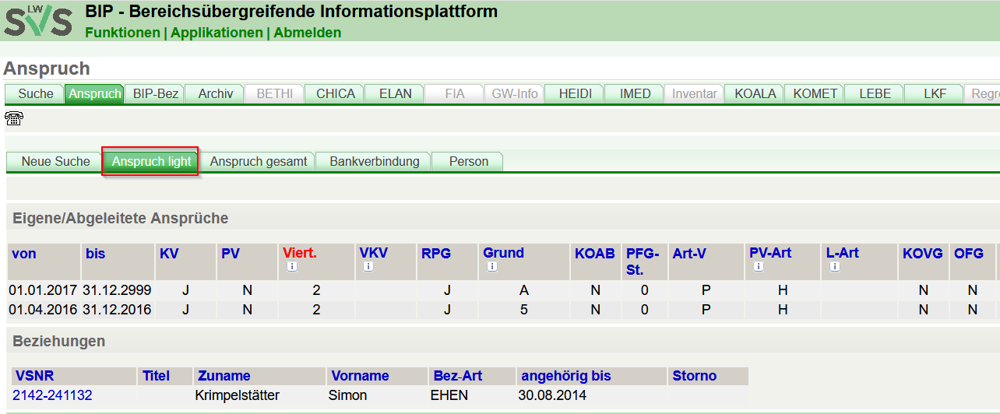 LW
SVS
BIP - Bereichsübergreifende Informationsplattform
Funktionen | Applikationen | Abmelden
Anspruch
Suche Anspruch BIP-Bez Archiv BETHI CHICA ELAN FIA GW-Info HEIDI IMED Inventar KOALA KOMET LEBE LKF Regre
Neue Suche Anspruch light Anspruch gesamt Bankverbindung Person
Eigene/Abgeleitete Ansprüche
von bis KV PV Viert. VKV RPG Grund KOAB PFG-St. Art-V PV-Art L-Art KOVG OFG
01.01.2017 31.12.2999 J N 2 J A N 0 P H N N
01.04.2016 31.12.2016 J N 2 J 5 N 0 P H N N
Beziehungen
VSNR Titel Zuname Vorname Bez-Art angehörig bis Storno
2142-241132 Krimpelstätter Simon EHEN 30.08.2014